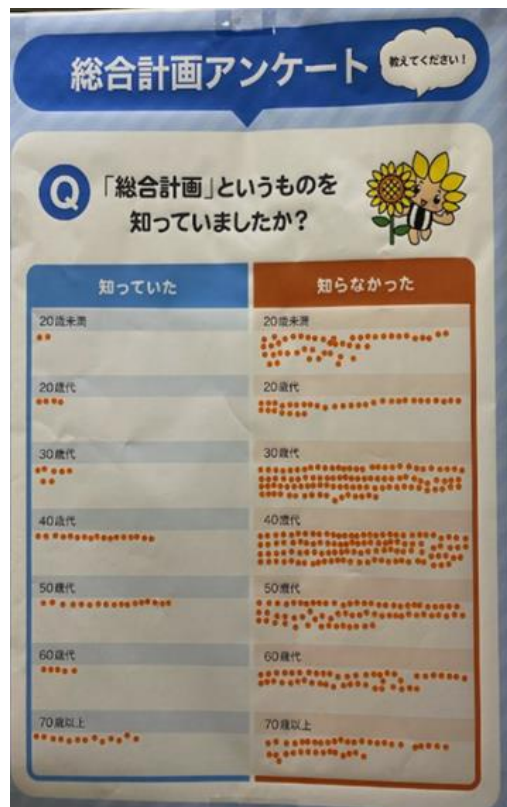 総合計画アンケート
教えてください！
Q
「総合計画」というものを
知っていましたか？
知っていた
知らなかった
20歳未満
20歳未満
20歳代
20歳代
30歳代
30歳代
40歳代
40歳代
50歳代
50歳代
60歳代
60歳代
70歳以上
70歳以上